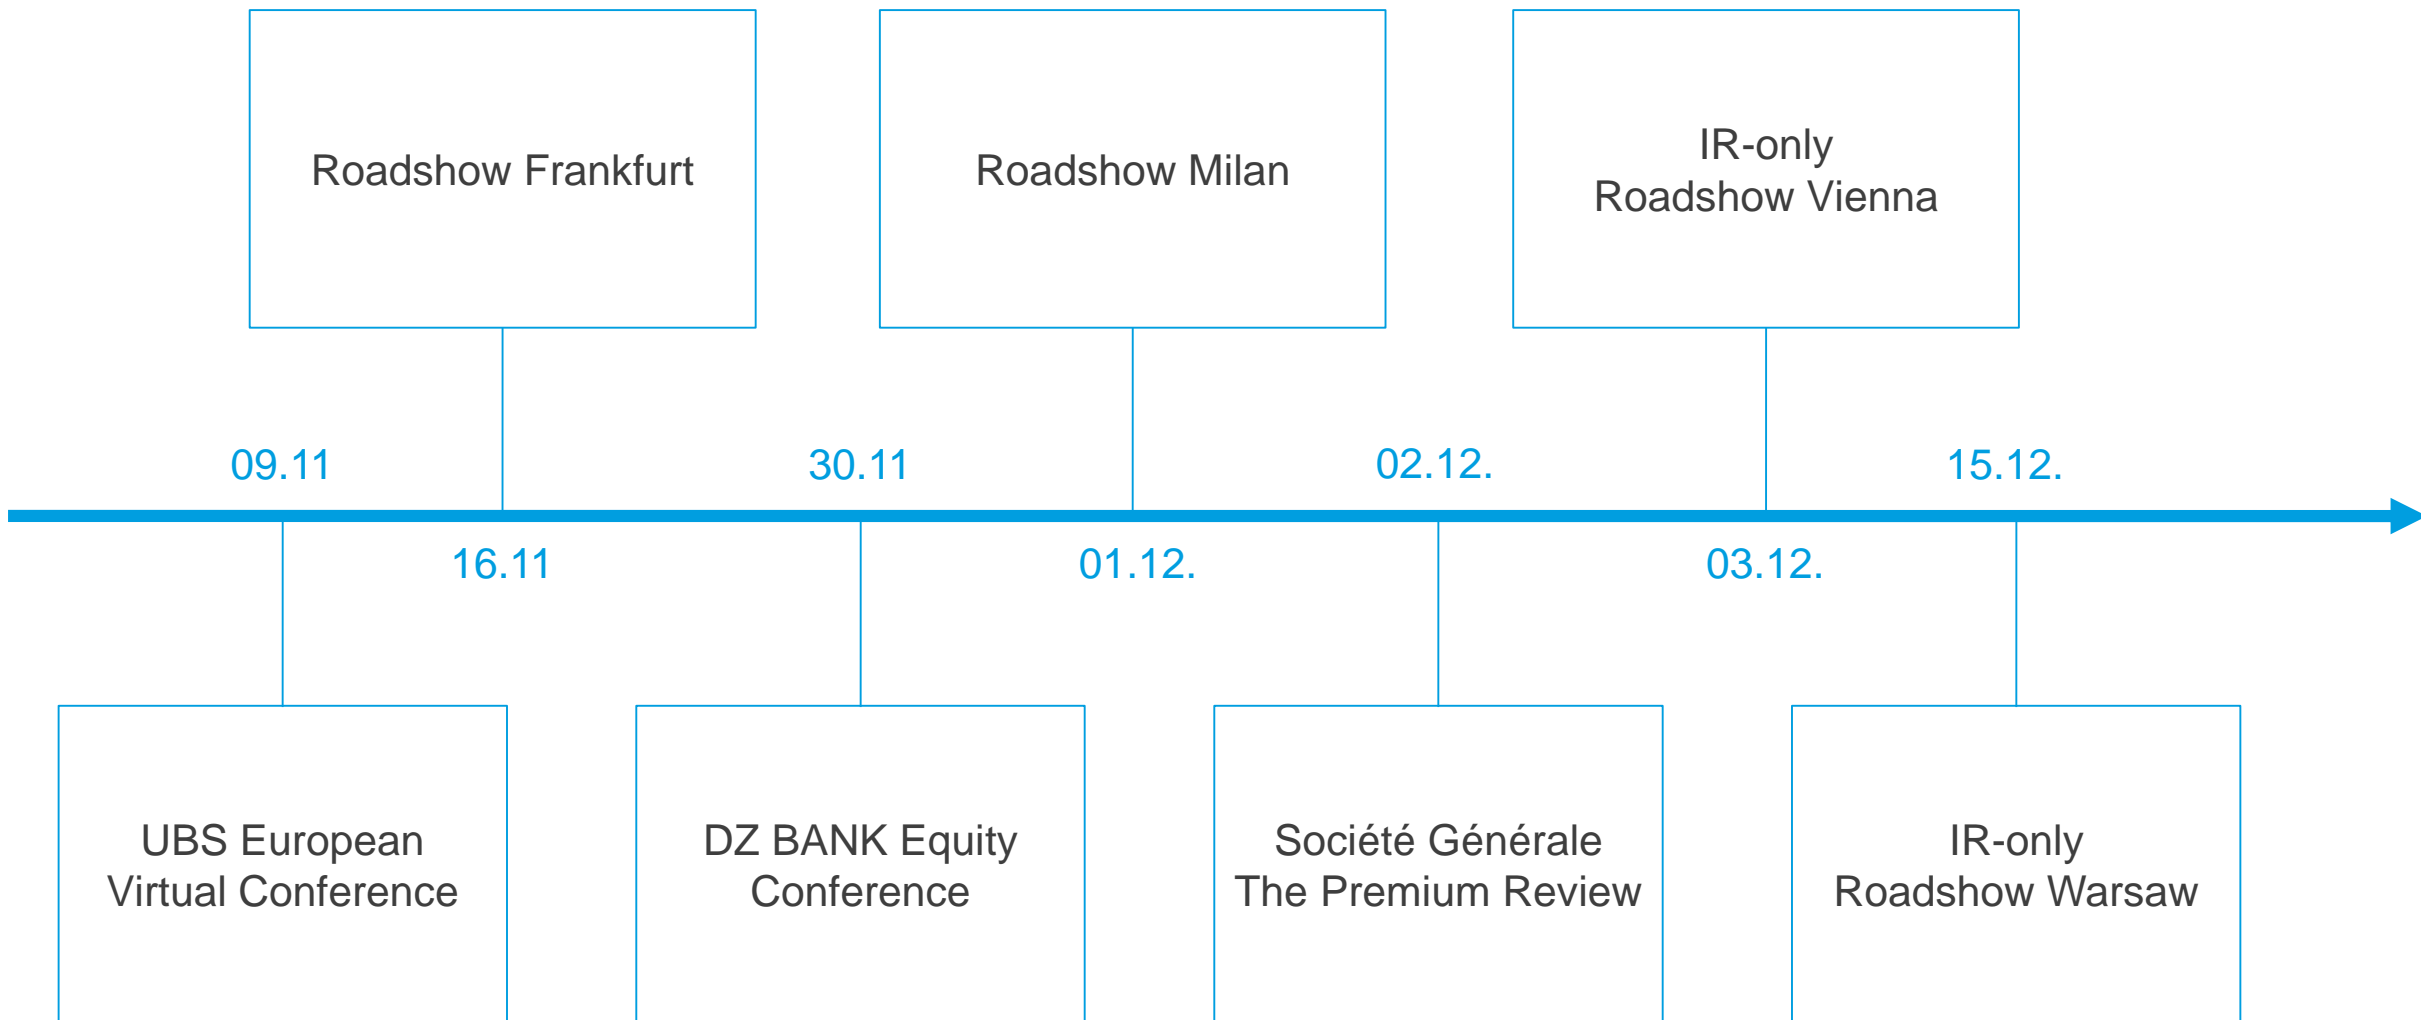 Roadshow Frankfurt
Roadshow Milan
IR-only
Roadshow Vienna
09.11
30.11
02.12.
15.12.
16.11
01.12.
03.12.
UBS European
Virtual Conference
DZ BANK Equity
Conference
Société Générale
The Premium Review
IR-only
Roadshow Warsaw